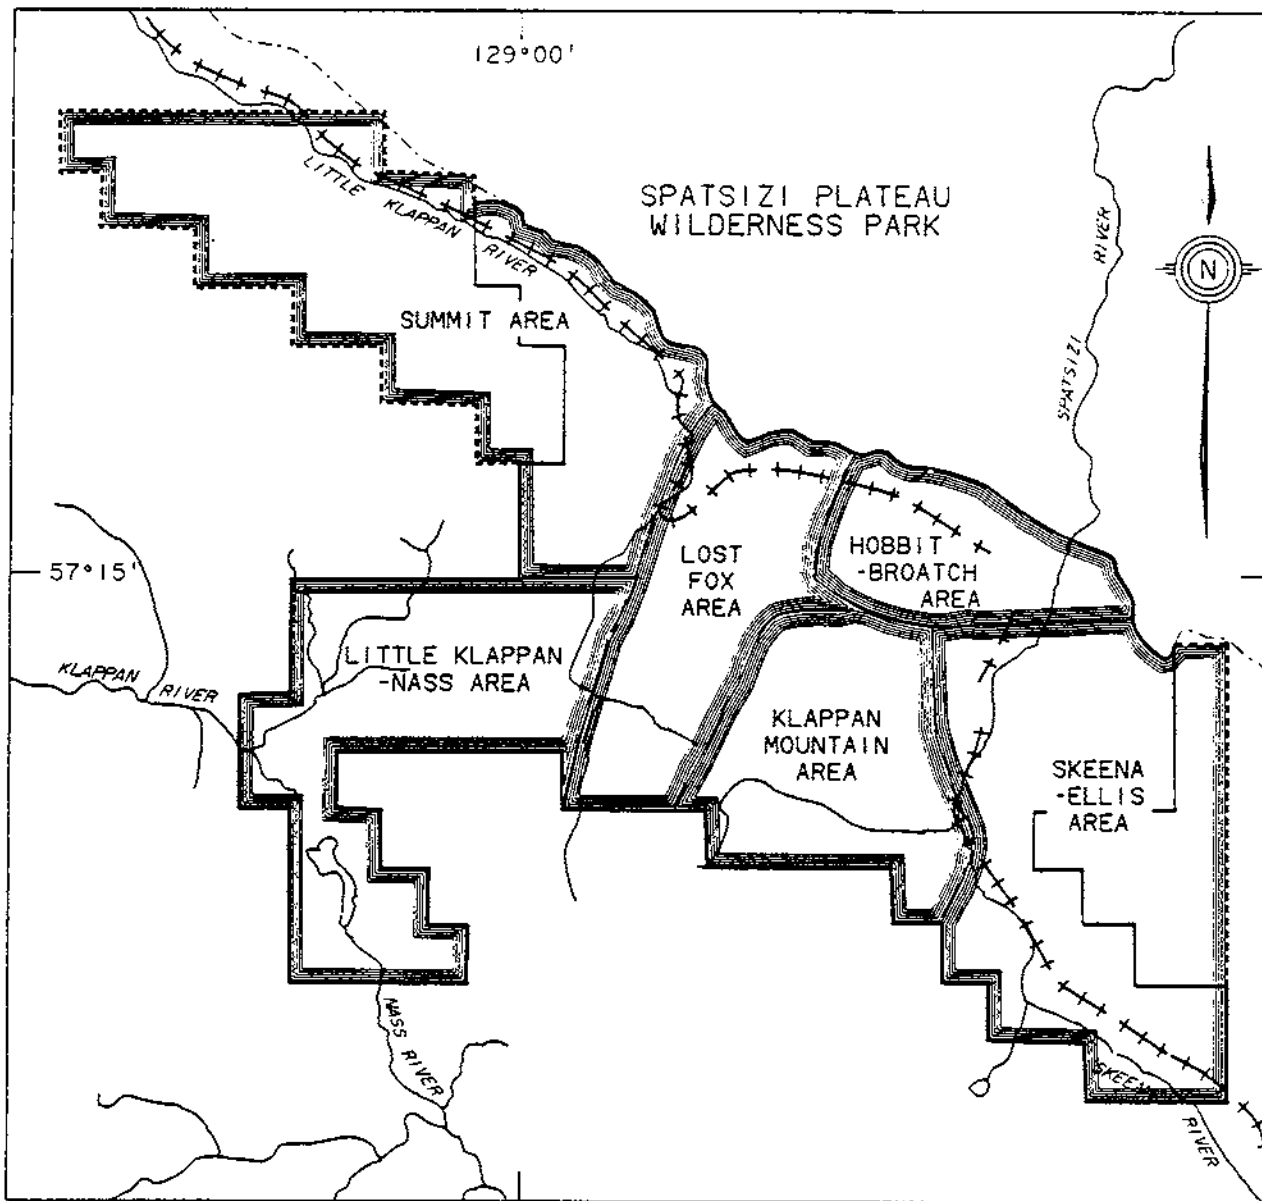 129°00'
SPATSIZI PLATEAU
WILDERNESS PARK
LITTLE KLAPPAN RIVER
SPATSIZI RIVER
N
SUMMIT AREA
57°15'
LOST
FOX
AREA
HOBBIT
-BROATCH
AREA
KLAPPAN RIVER
LITTLE KLAPPAN
-NASS AREA
KLAPPAN
MOUNTAIN
AREA
SKEENA
-ELLIS
AREA
NASS RIVER
SKEENA RIVER